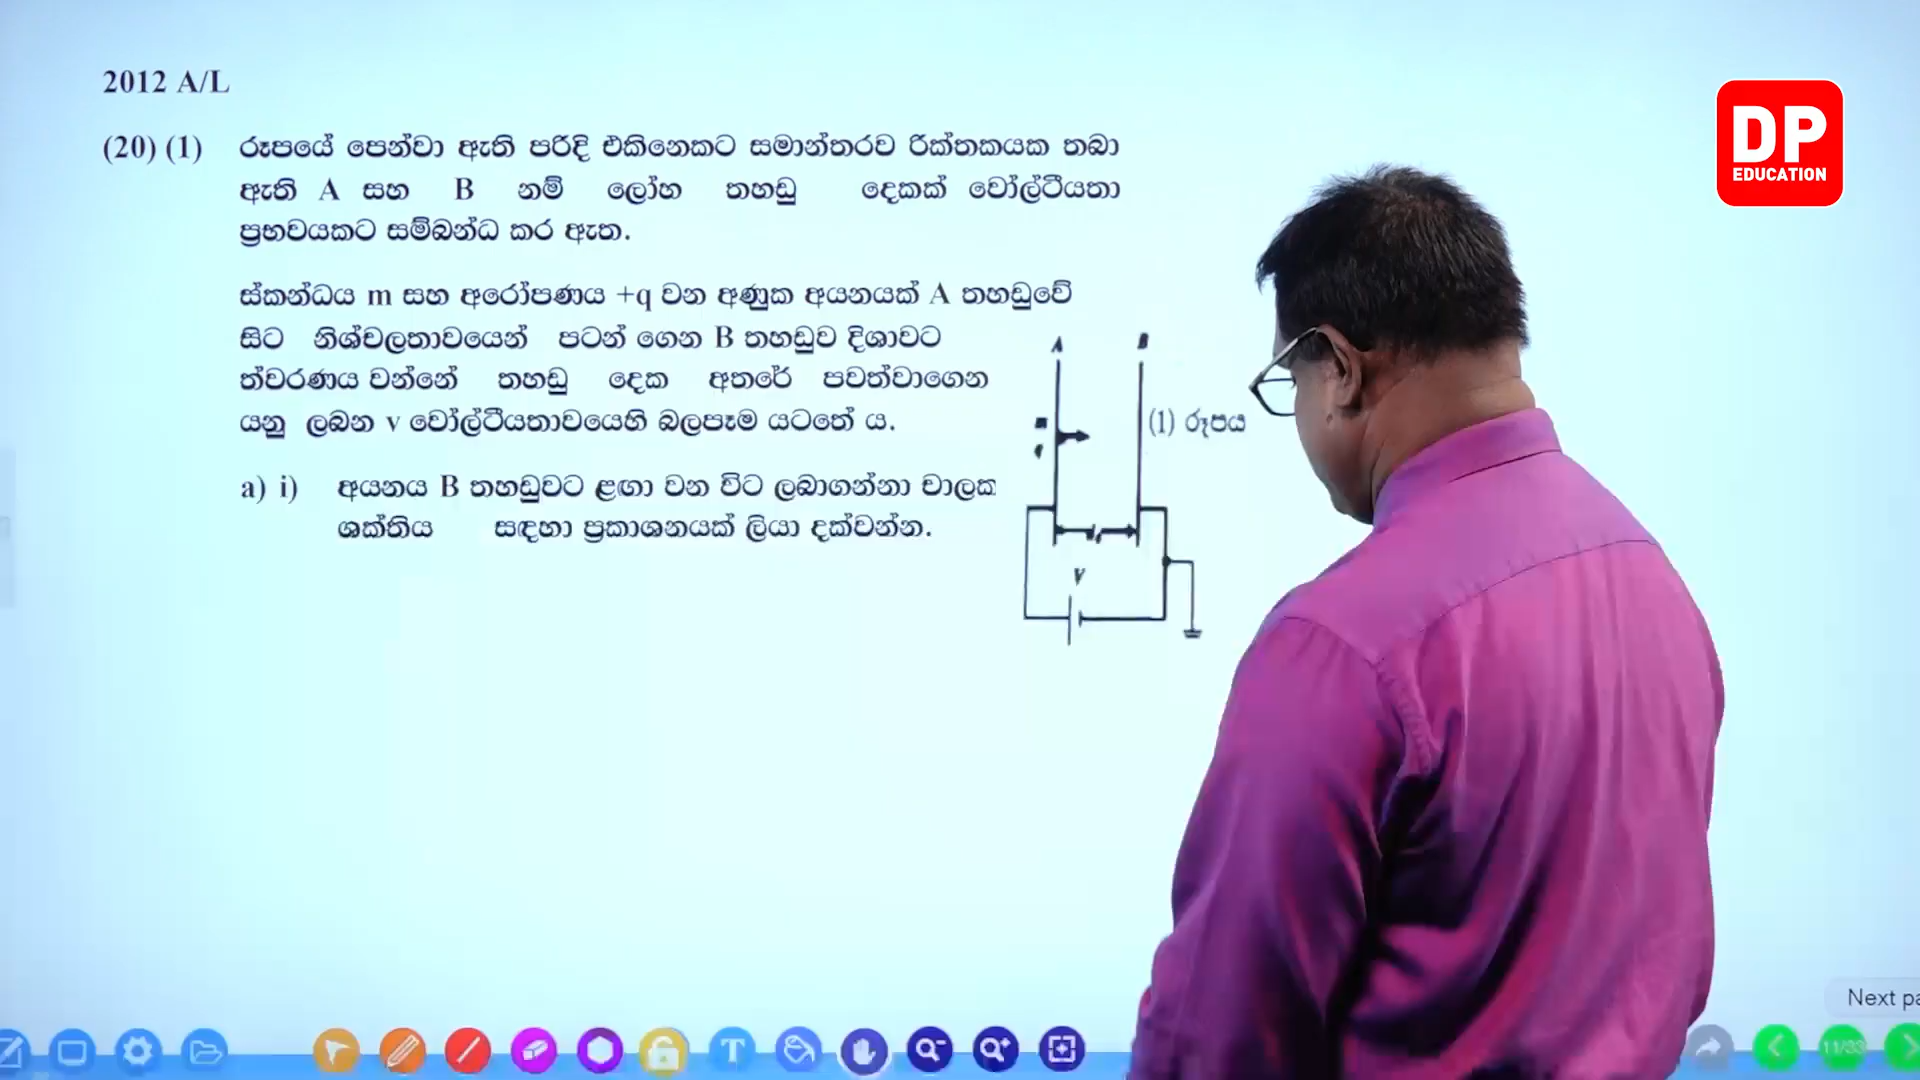 2012 A/L
DP
EDUCATION
(20) (1) රූපයේ පෙන්වා ඇති පරිදි එකිනෙකට සමාන්තරව රික්තකයක තබා
ඇති A සහ B නම් ලෝහ තහඩු දෙකක් වෝල්ටීයතා
ප්‍රභවයකට සම්බන්ධ කර ඇත.
ස්කන්ධය m සහ අරෝපණය +q වන අණුක අයනයක් A තහඩුවේ
සිට නිශ්චලතාවයෙන් පටන් ගෙන B තහඩුව දිශාවට
ත්වරණය වන්නේ තහඩු දෙක අතරේ පවත්වාගෙන
යනු ලබන v වෝල්ටීයතාවයෙහි බලපෑම යටතේ ය.
A B
(1) රූපය
a) i) අයනය B තහඩුවට ළඟා වන විට ලබාගන්නා චාලක
ශක්තිය සඳහා ප්‍රකාශනයක් ලියා දක්වන්න.
V
Next pa
T
11/33